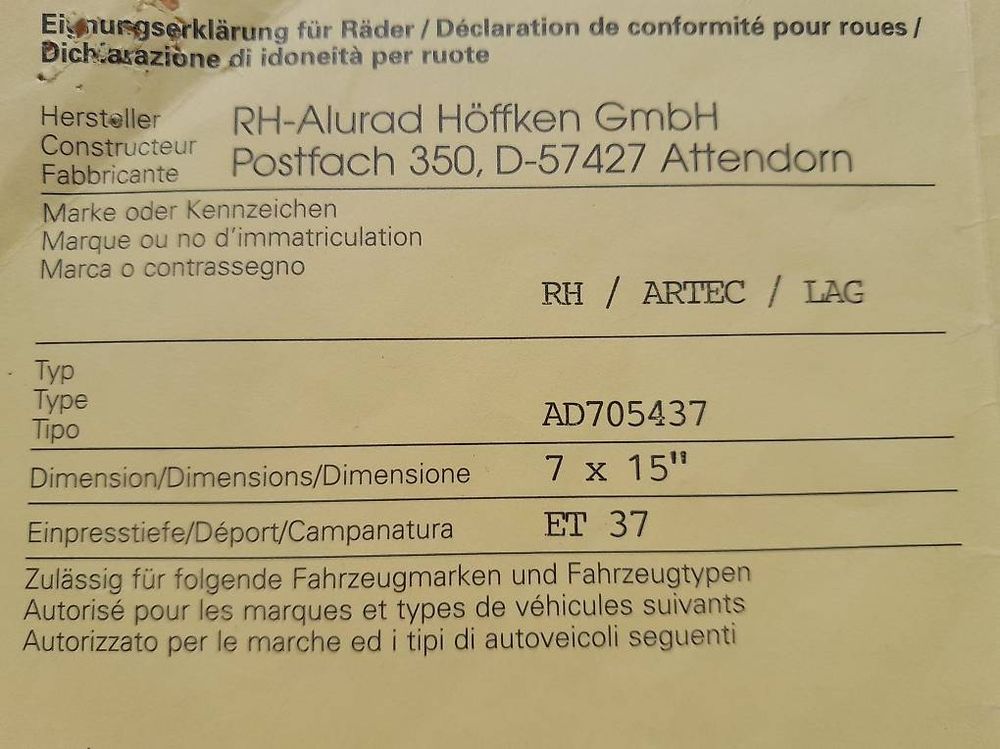 Eignungserklärung für Räder / Déclaration de conformité pour roues /
Dichiarazione di idoneità per ruote
Hersteller
Constructeur
Fabbricante
RH-Alurad Höffken GmbH
Postfach 350, D-57427 Attendorn
Marke oder Kennzeichen
Marque ou no d'immatriculation
Marca o contrassegno
RH / ARTEC / LAG
Typ
Type
Tipo
AD705437
Dimension/Dimensions/Dimensione 7 x 15"
Einpresstiefe/Déport/Campanatura ET 37
Zulässig für folgende Fahrzeugmarken und Fahrzeugtypen
Autorisé pour les marques et types de véhicules suivants
Autorizzato per le marche ed i tipi di autoveicoli seguenti